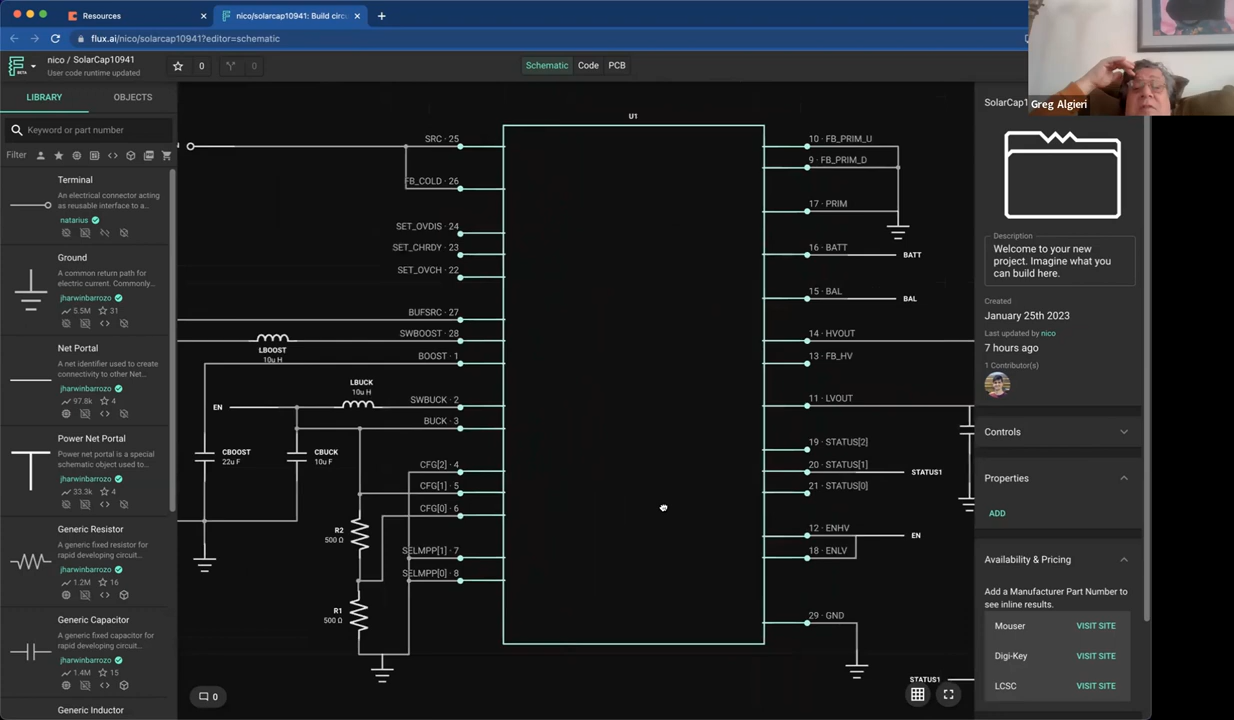 Resources
nico/solarcap10941: Build circ
flux.ai/nico/solarcap10941?editor=schematic
nico / SolarCap10941
User code runtime updated
BETA
0
0
Schematic
Code
PCB
LIBRARY
OBJECTS
Keyword or part number
Filter
Terminal
An electrical connector acting
as reusable interface to a...
natarius
Ground
A common return path for
electric current. Commonly...
jharwinbarrozo
5.5M
31
Net Portal
A net identifier used to create
connectivity to other Net...
jharwinbarrozo
97.8k
4
Power Net Portal
Power net portal is a special
schematic object used to...
jharwinbarrozo
33.3k
4
Generic Resistor
A generic fixed resistor for
rapid developing circuit...
jharwinbarrozo
1.2M
16
Generic Capacitor
A generic fixed capacitor for
rapid developing circuit...
jharwinbarrozo
1.4M
15
Generic Inductor
U1
SRC · 25
FB_COLD · 26
SET_OVDIS · 24
SET_CHRDY · 23
SET_OVCH · 22
BUFSRC · 27
SWBOOST · 28
BOOST · 1
SWBUCK · 2
BUCK · 3
CFG[2] · 4
CFG[1] · 5
CFG[0] · 6
SELMPP[1] · 7
SELMPP[0] · 8
LBOOST
10u H
LBUCK
10u H
EN
CBOOST
22u F
CBUCK
10u F
R2
500 Ω
R1
500 Ω
10 · FB_PRIM_U
9 · FB_PRIM_D
17 · PRIM
16 · BATT
BATT
15 · BAL
BAL
14 · HVOUT
13 · FB_HV
11 · LVOUT
19 · STATUS[2]
20 · STATUS[1]
STATUS1
21 · STATUS[0]
12 · ENHV
EN
18 · ENLV
29 · GND
STATUS1
0
Greg Algieri
SolarCap1
Description
Welcome to your new
project. Imagine what you
can build here.
Created
January 25th 2023
Last updated by nico
7 hours ago
1 Contributor(s)
Controls
Properties
ADD
Availability & Pricing
Add a Manufacturer Part Number to
see inline results.
Mouser
VISIT SITE
Digi-Key
VISIT SITE
LCSC
VISIT SITE